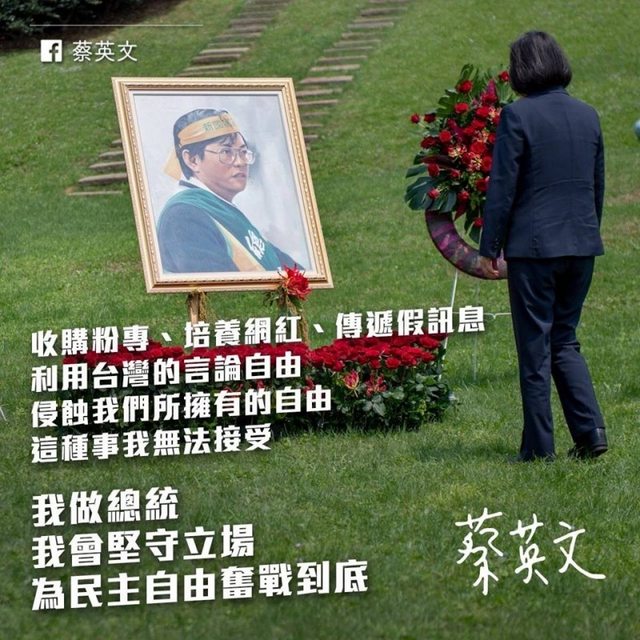 蔡英文
收購粉專、培養網紅、傳遞假訊息
利用台灣的言論自由
侵蝕我們所擁有的自由
這種事我無法接受
我做總統
我會堅守立場
為民主自由奮戰到底
蔡英文